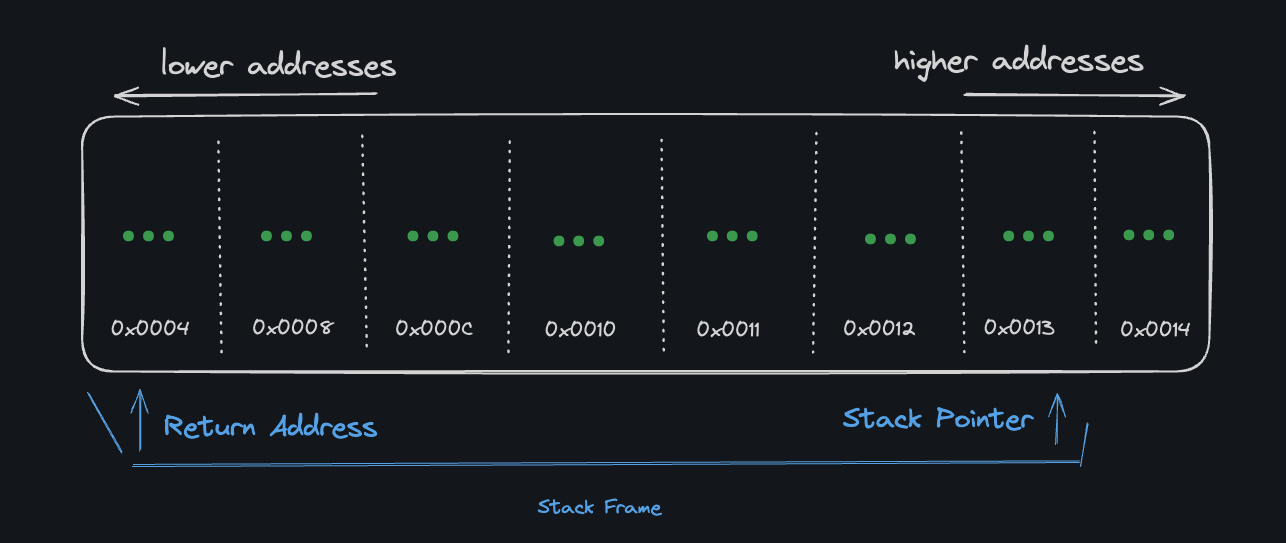 lower addresses
higher addresses
0x0004
0x0008
0x000C
0x0010
0x0011
0x0012
0x0013
0x0014
Return Address
Stack Pointer
Stack Frame